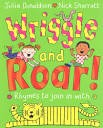 Julia Donaldson • Nick Sharratt
Wriggle
and
Roar!
Rhymes to join in with